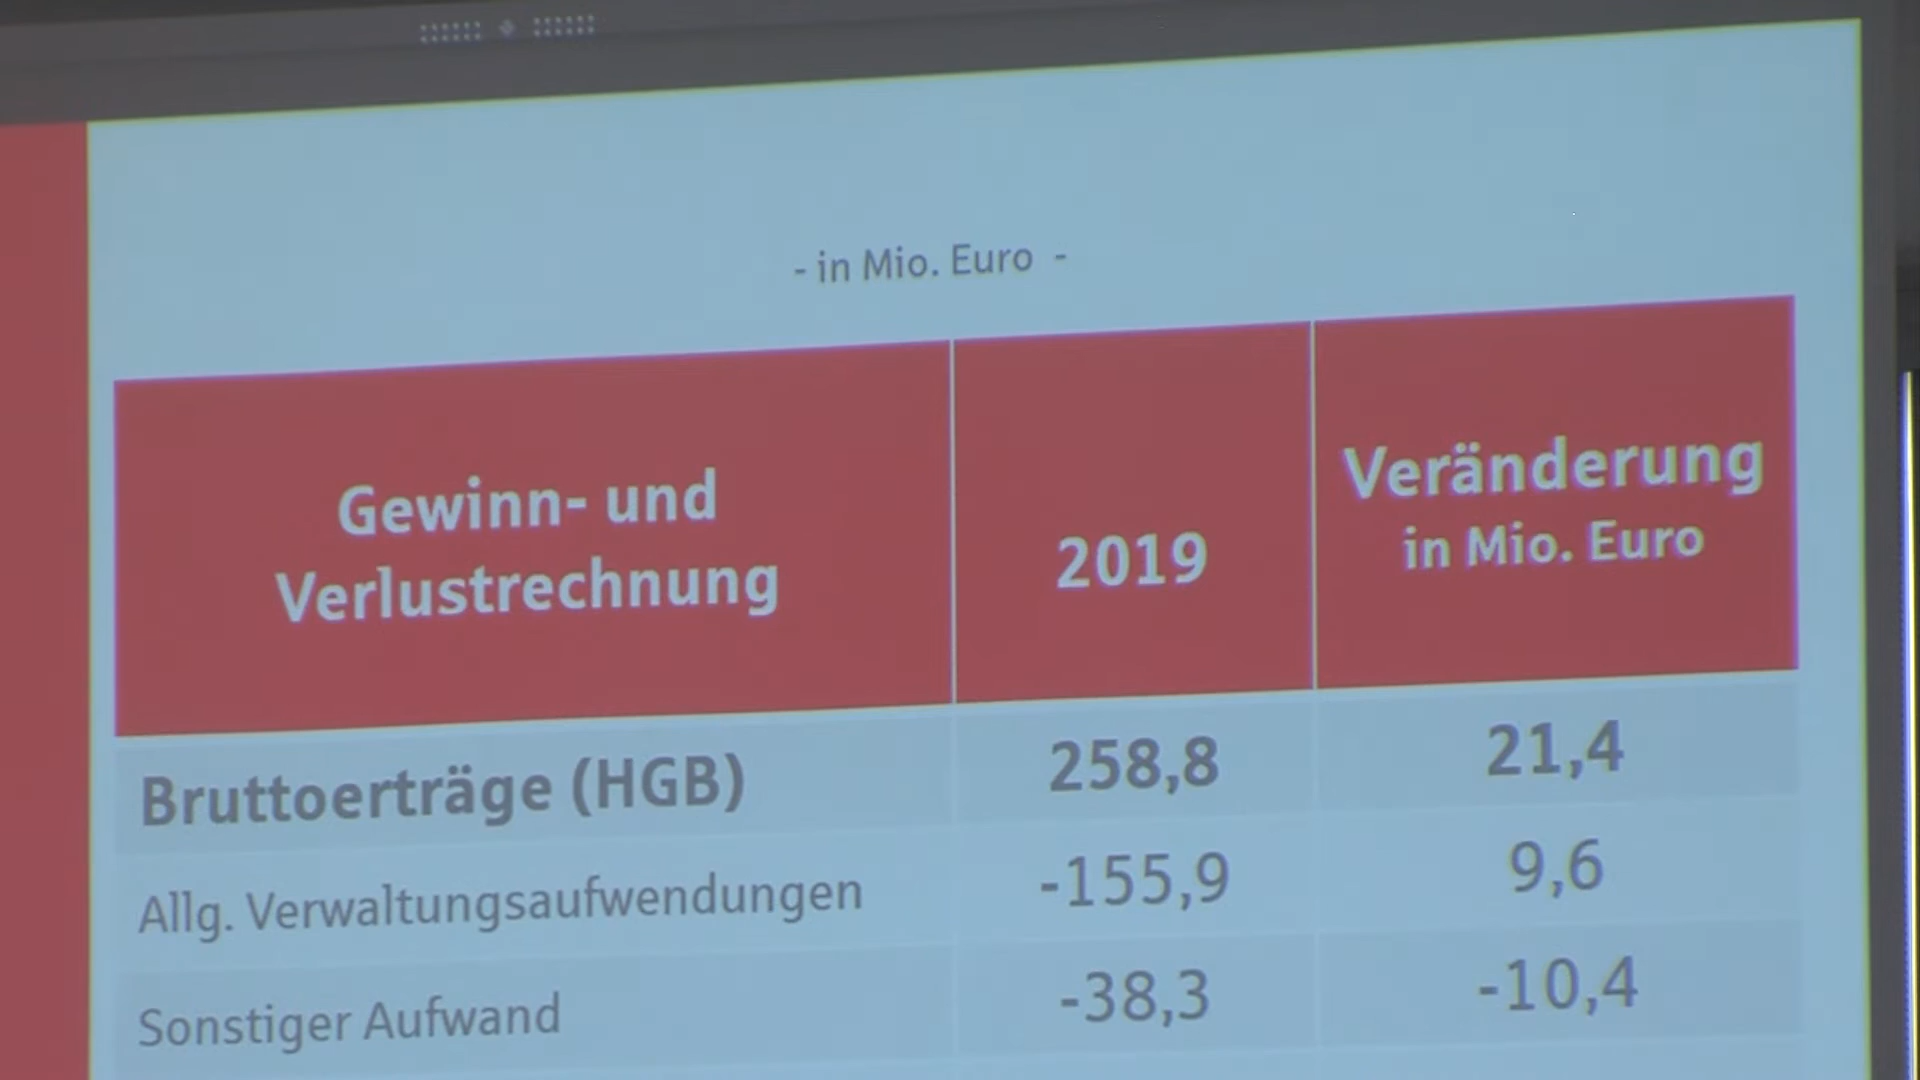 - in Mio. Euro -
Gewinn- und
Verlustrechnung
2019
Veränderung
in Mio. Euro
Bruttoerträge (HGB) 258,8 21,4
Allg. Verwaltungsaufwendungen -155,9 9,6
Sonstiger Aufwand -38,3 -10,4